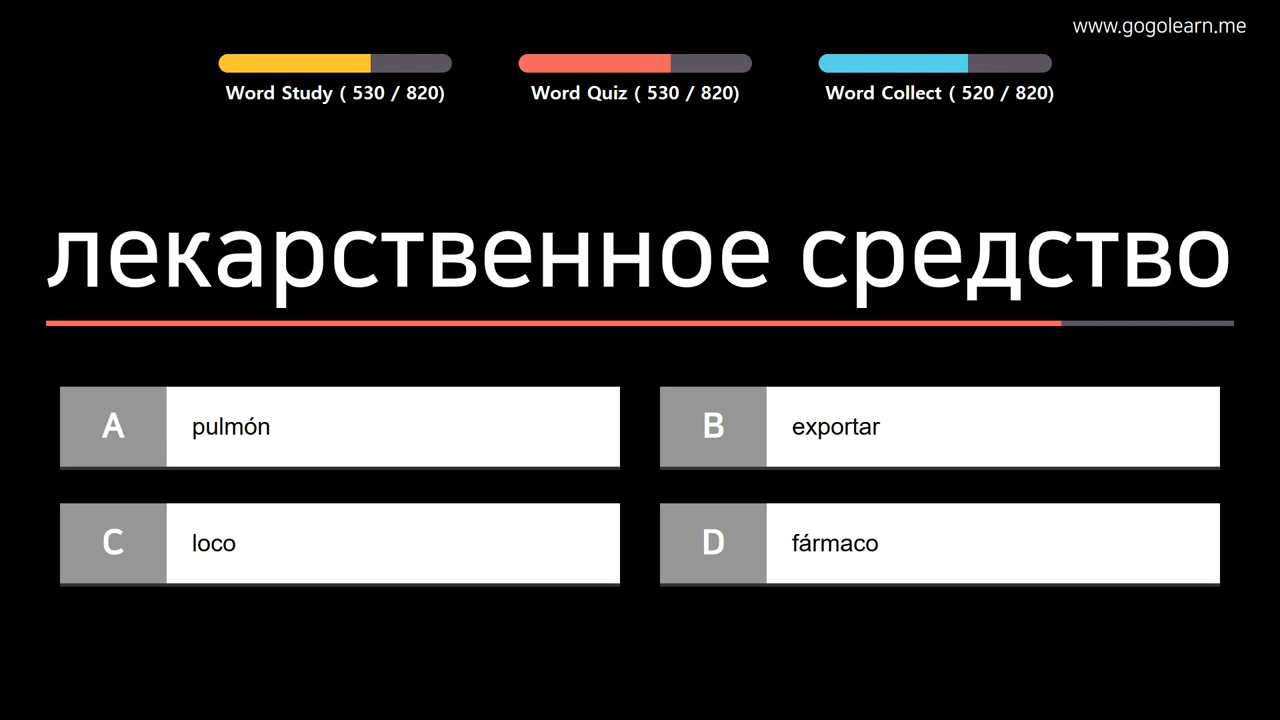 www.gogolearn.me
Word Study ( 530 / 820)
Word Quiz ( 530 / 820)
Word Collect ( 520 / 820)
лекарственное средство
A pulmón
B exportar
C loco
D fármaco